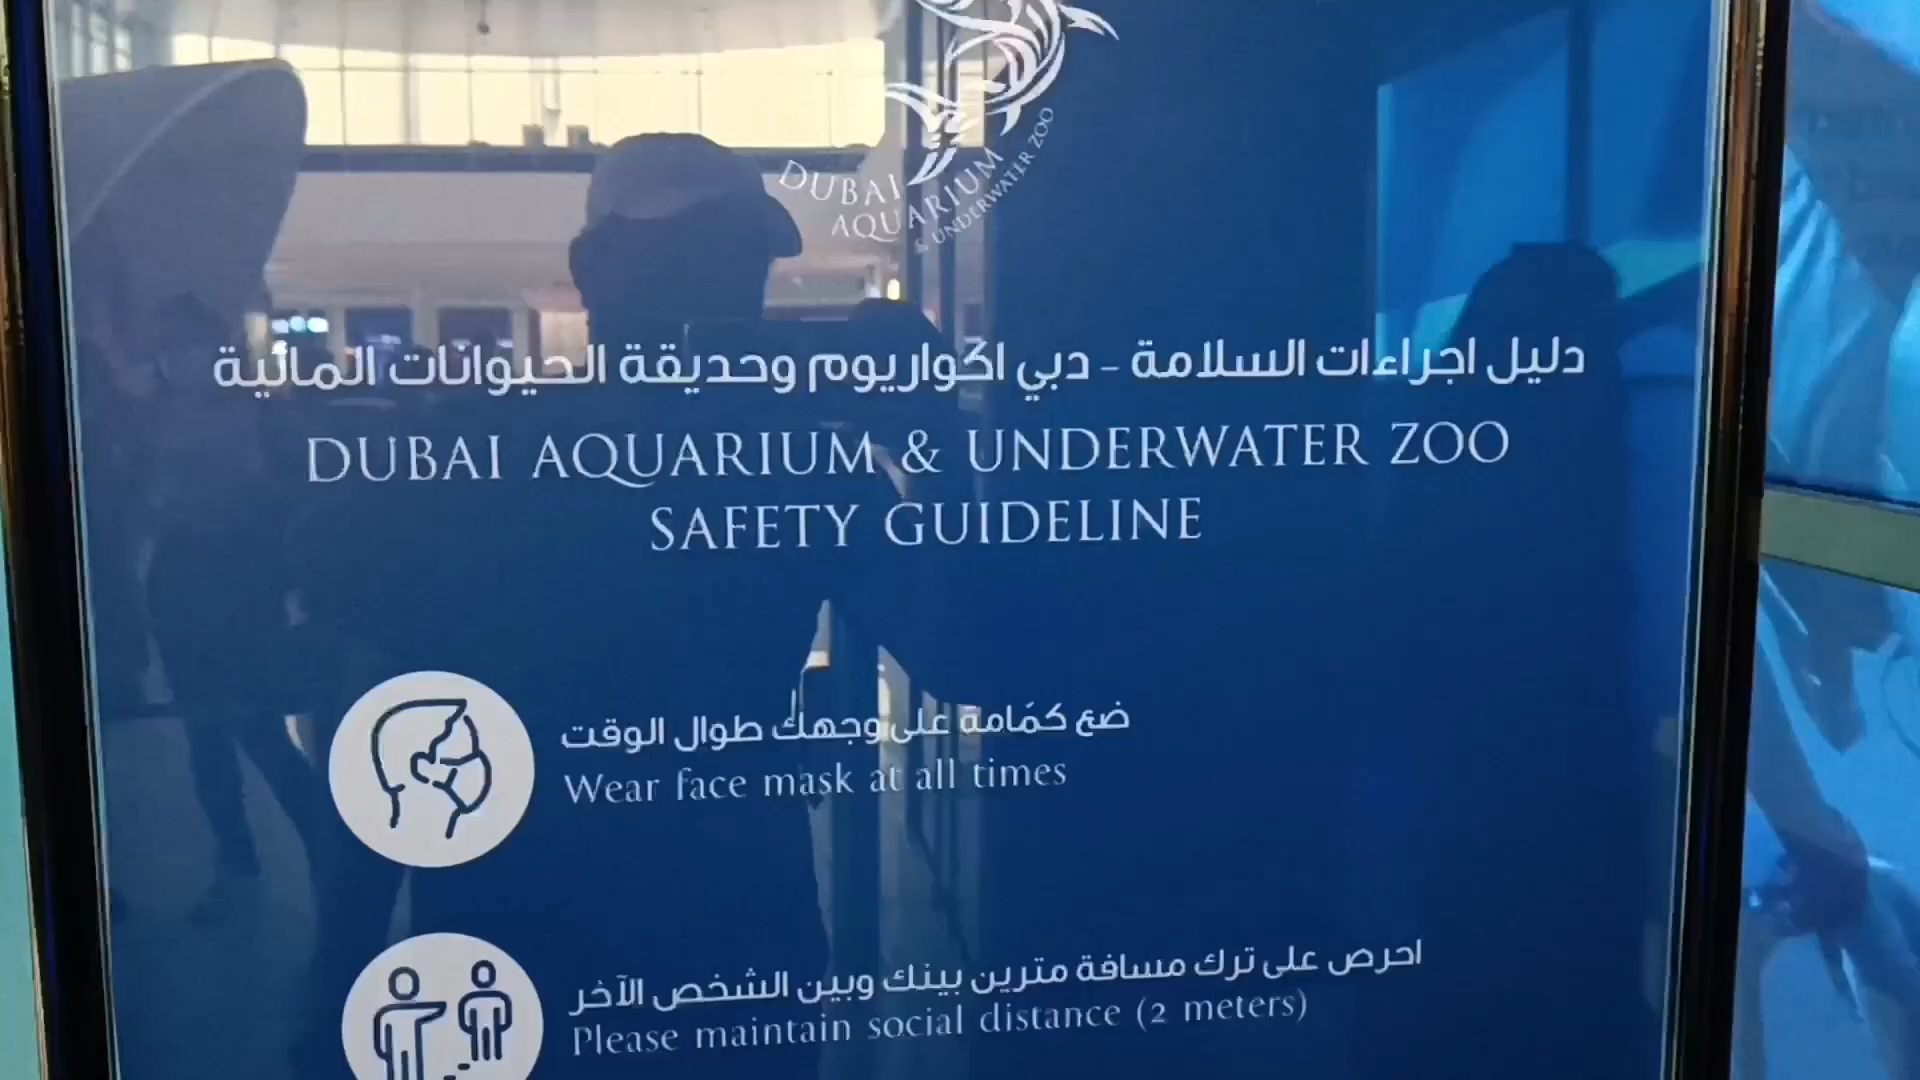 DUBAI
AQUARIUM
& UNDERWATER ZOO
دليل اجراءات السلامة - دبي اكواريوم وحديقة الحيوانات المائية
DUBAI AQUARIUM & UNDERWATER ZOO
SAFETY GUIDELINE
ضع كمّامة على وجهك طوال الوقت
Wear face mask at all times
احرص على ترك مسافة مترين بينك وبين الشخص الآخر
Please maintain social distance (2 meters)